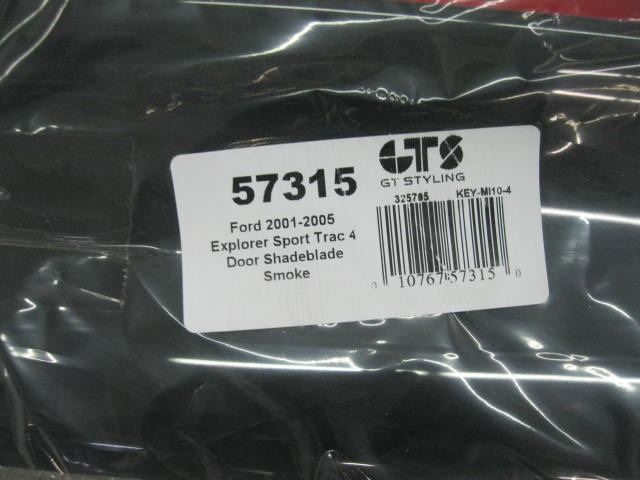 57315
GTS
GT STYLING
Ford 2001-2005
Explorer Sport Trac 4
Door Shadeblade
Smoke
325705 KEY-MI10-4
0 10767 57315 0